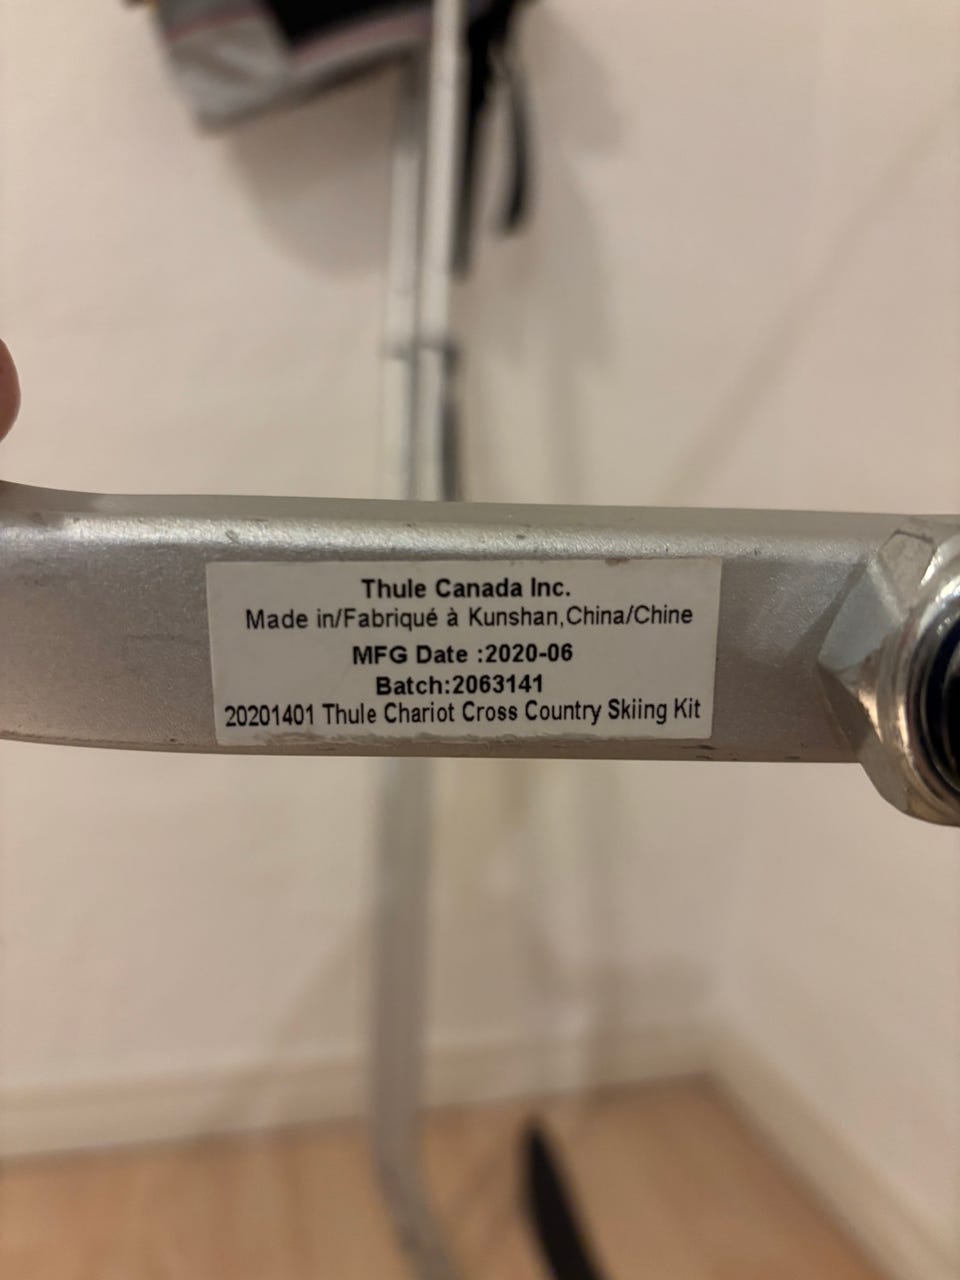 Thule Canada Inc.
Made in/Fabriqué à Kunshan,China/Chine
MFG Date :2020-06
Batch:2063141
20201401 Thule Chariot Cross Country Skiing Kit